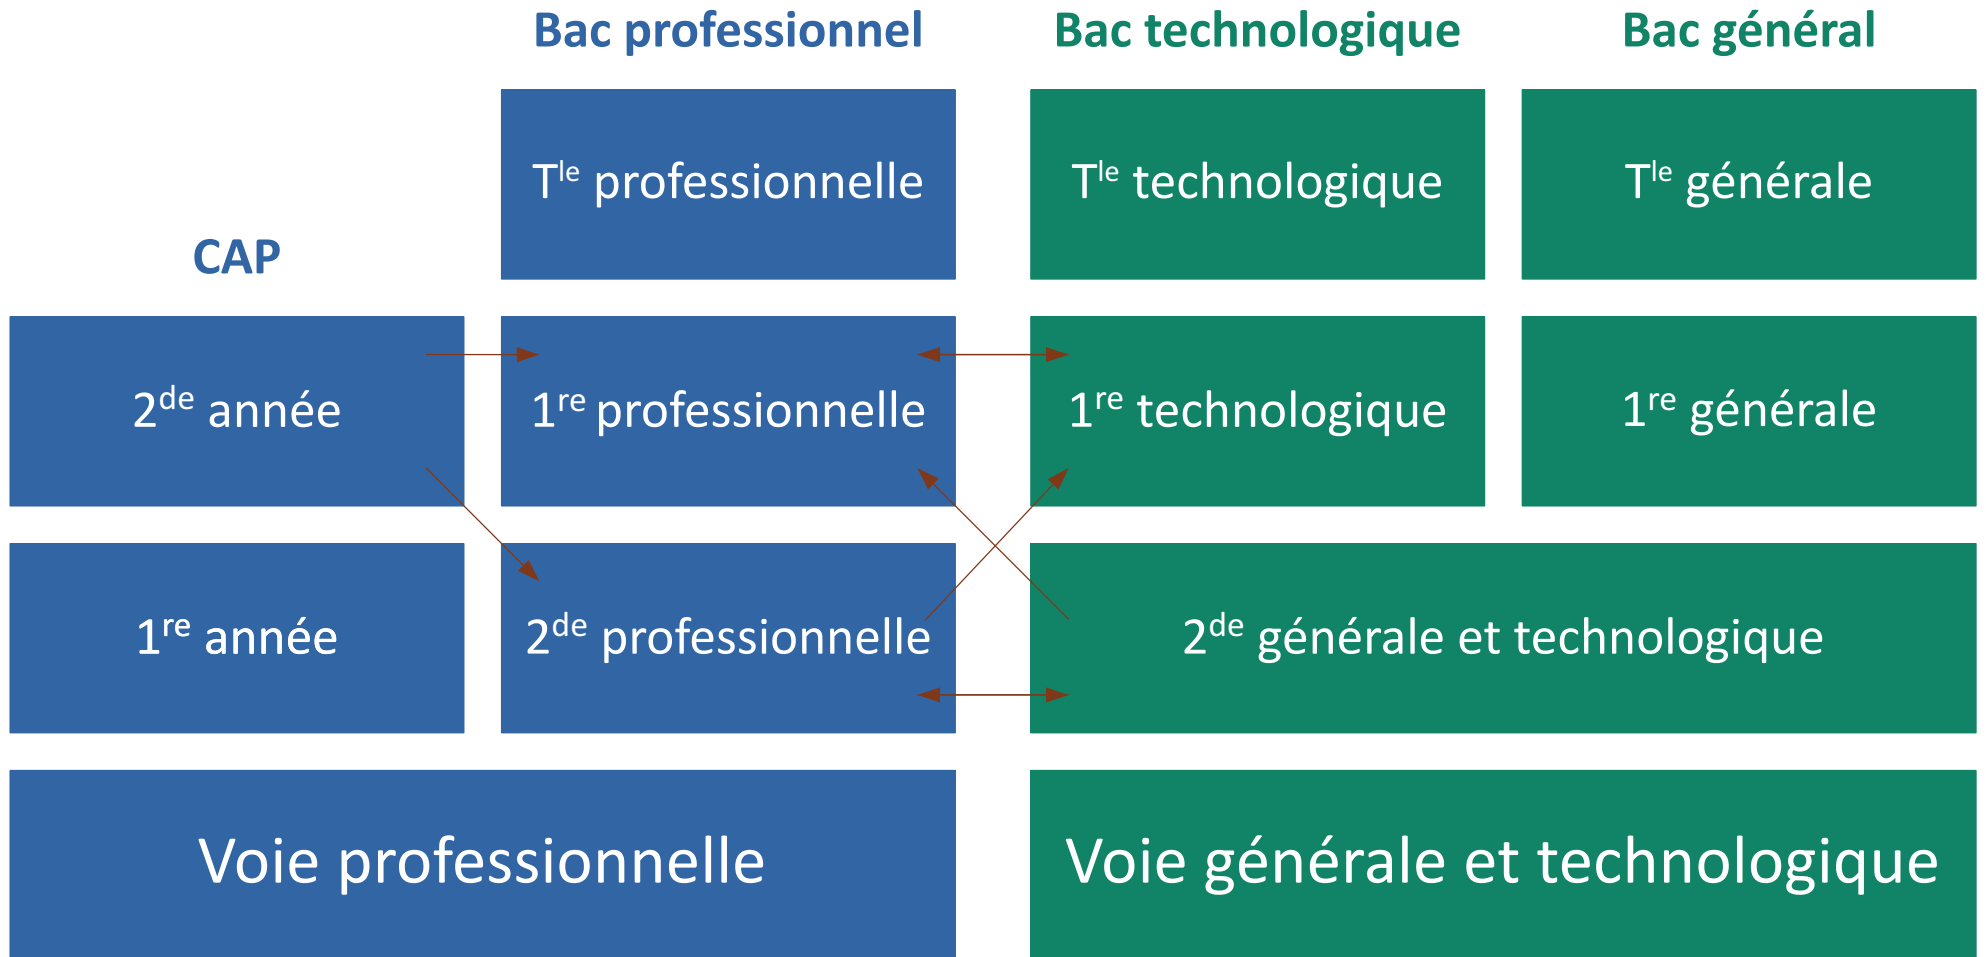 Bac professionnel
Bac technologique
Bac général
Tˡᵉ professionnelle
Tˡᵉ technologique
Tˡᵉ générale
CAP
2ᵈᵉ année
1ʳᵉ professionnelle
1ʳᵉ technologique
1ʳᵉ générale
1ʳᵉ année
2ᵈᵉ professionnelle
2ᵈᵉ générale et technologique
Voie professionnelle
Voie générale et technologique